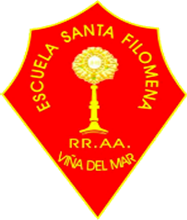 ESCUELA SANTA FILOMENA
RR.AA.
VIÑA DEL MAR